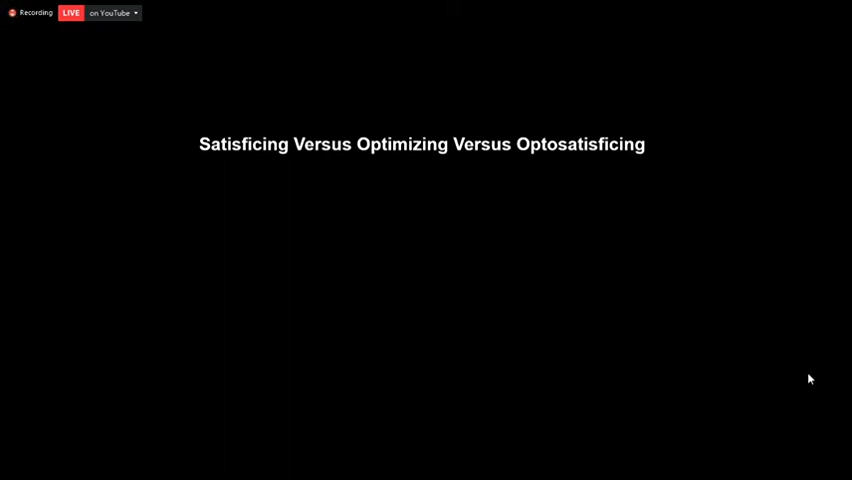 Recording LIVE on YouTube
Satisficing Versus Optimizing Versus Optosatisficing